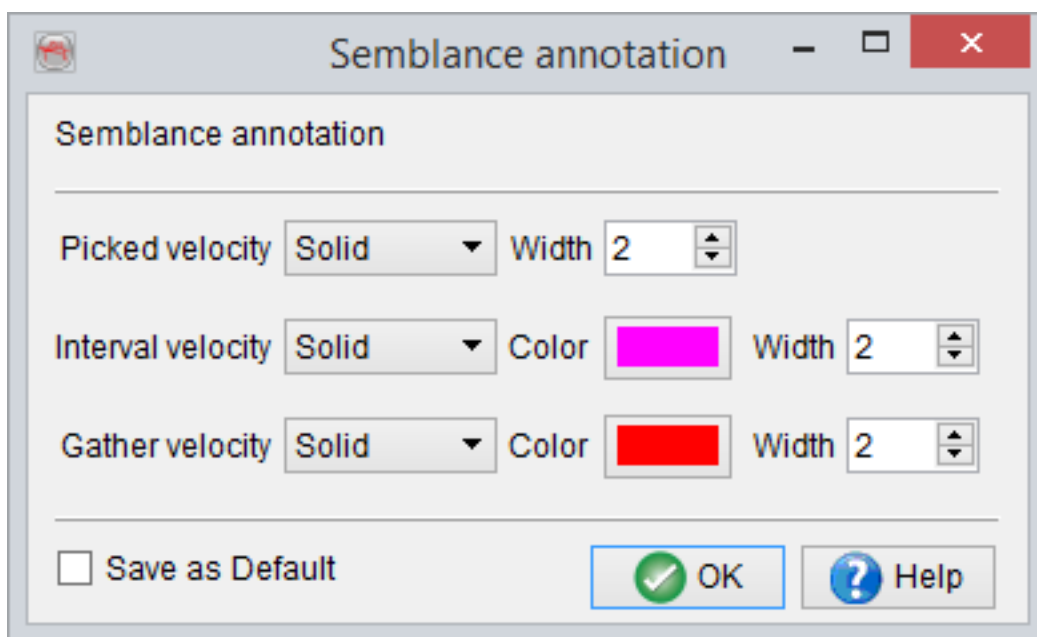 Semblance annotation
Semblance annotation
Picked velocity Solid Width 2
Interval velocity Solid Color Width 2
Gather velocity Solid Color Width 2
Save as Default OK Help